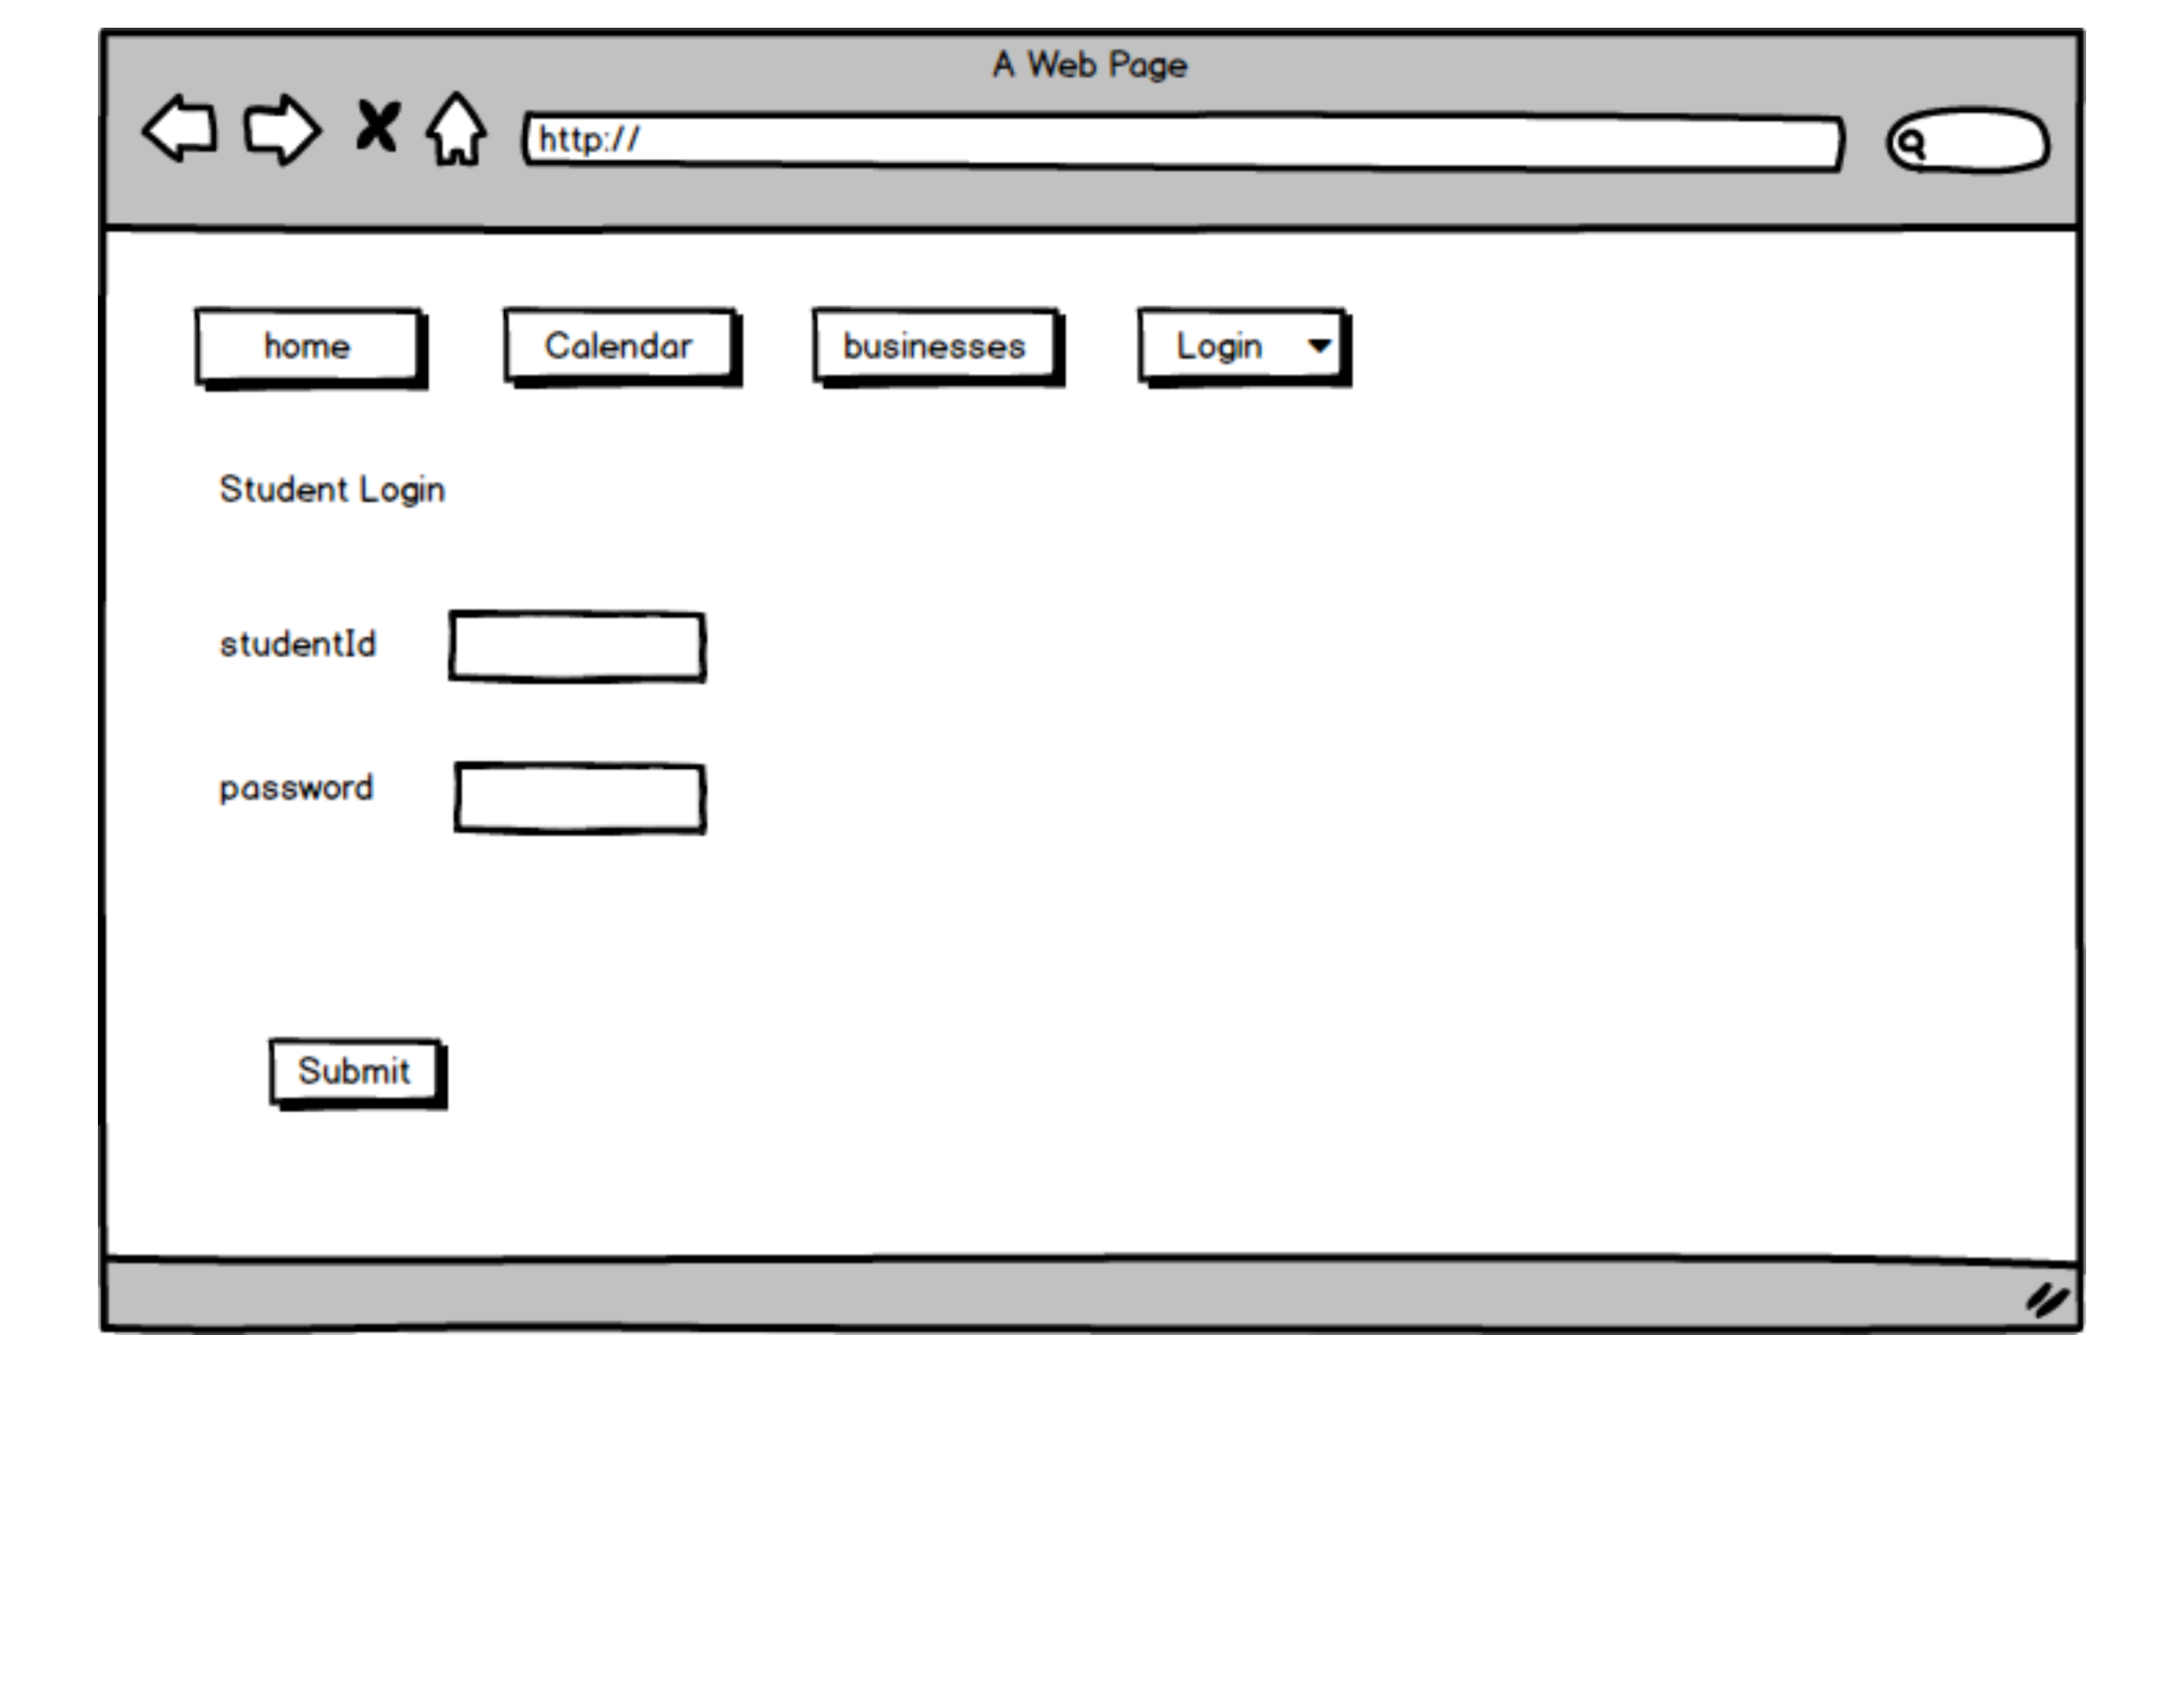 A Web Page
http://
home Calendar businesses Login
Student Login
studentId
password
Submit